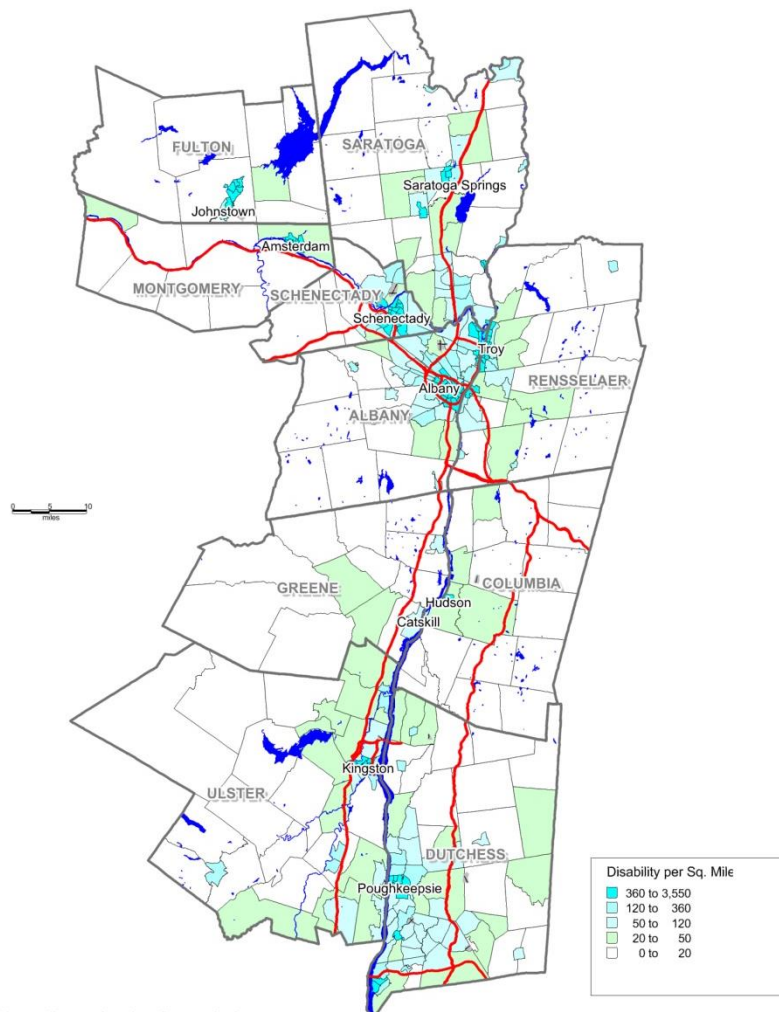 FULTON
SARATOGA
Saratoga Springs
Johnstown
Amsterdam
MONTGOMERY
SCHENECTADY
Schenectady
Troy
RENSSELAER
Albany
ALBANY
0 5 10
miles
GREENE
COLUMBIA
Hudson
Catskill
Kingston
ULSTER
DUTCHESS
Poughkeepsie
Disability per Sq. Mile
360 to 3,550
120 to 360
50 to 120
20 to 50
0 to 20